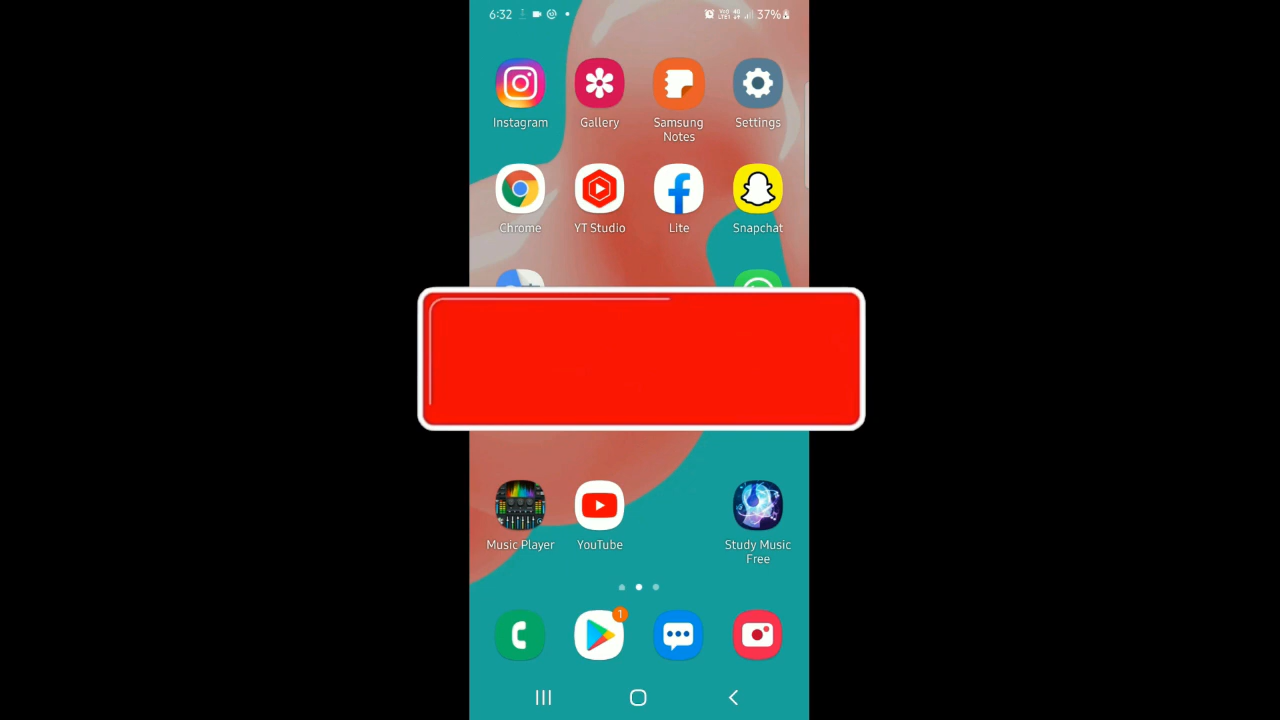 6:32
37%
Instagram
Gallery
Samsung
Notes
Settings
Chrome
YT Studio
Lite
Snapchat
Music Player
YouTube
Study Music
Free
1